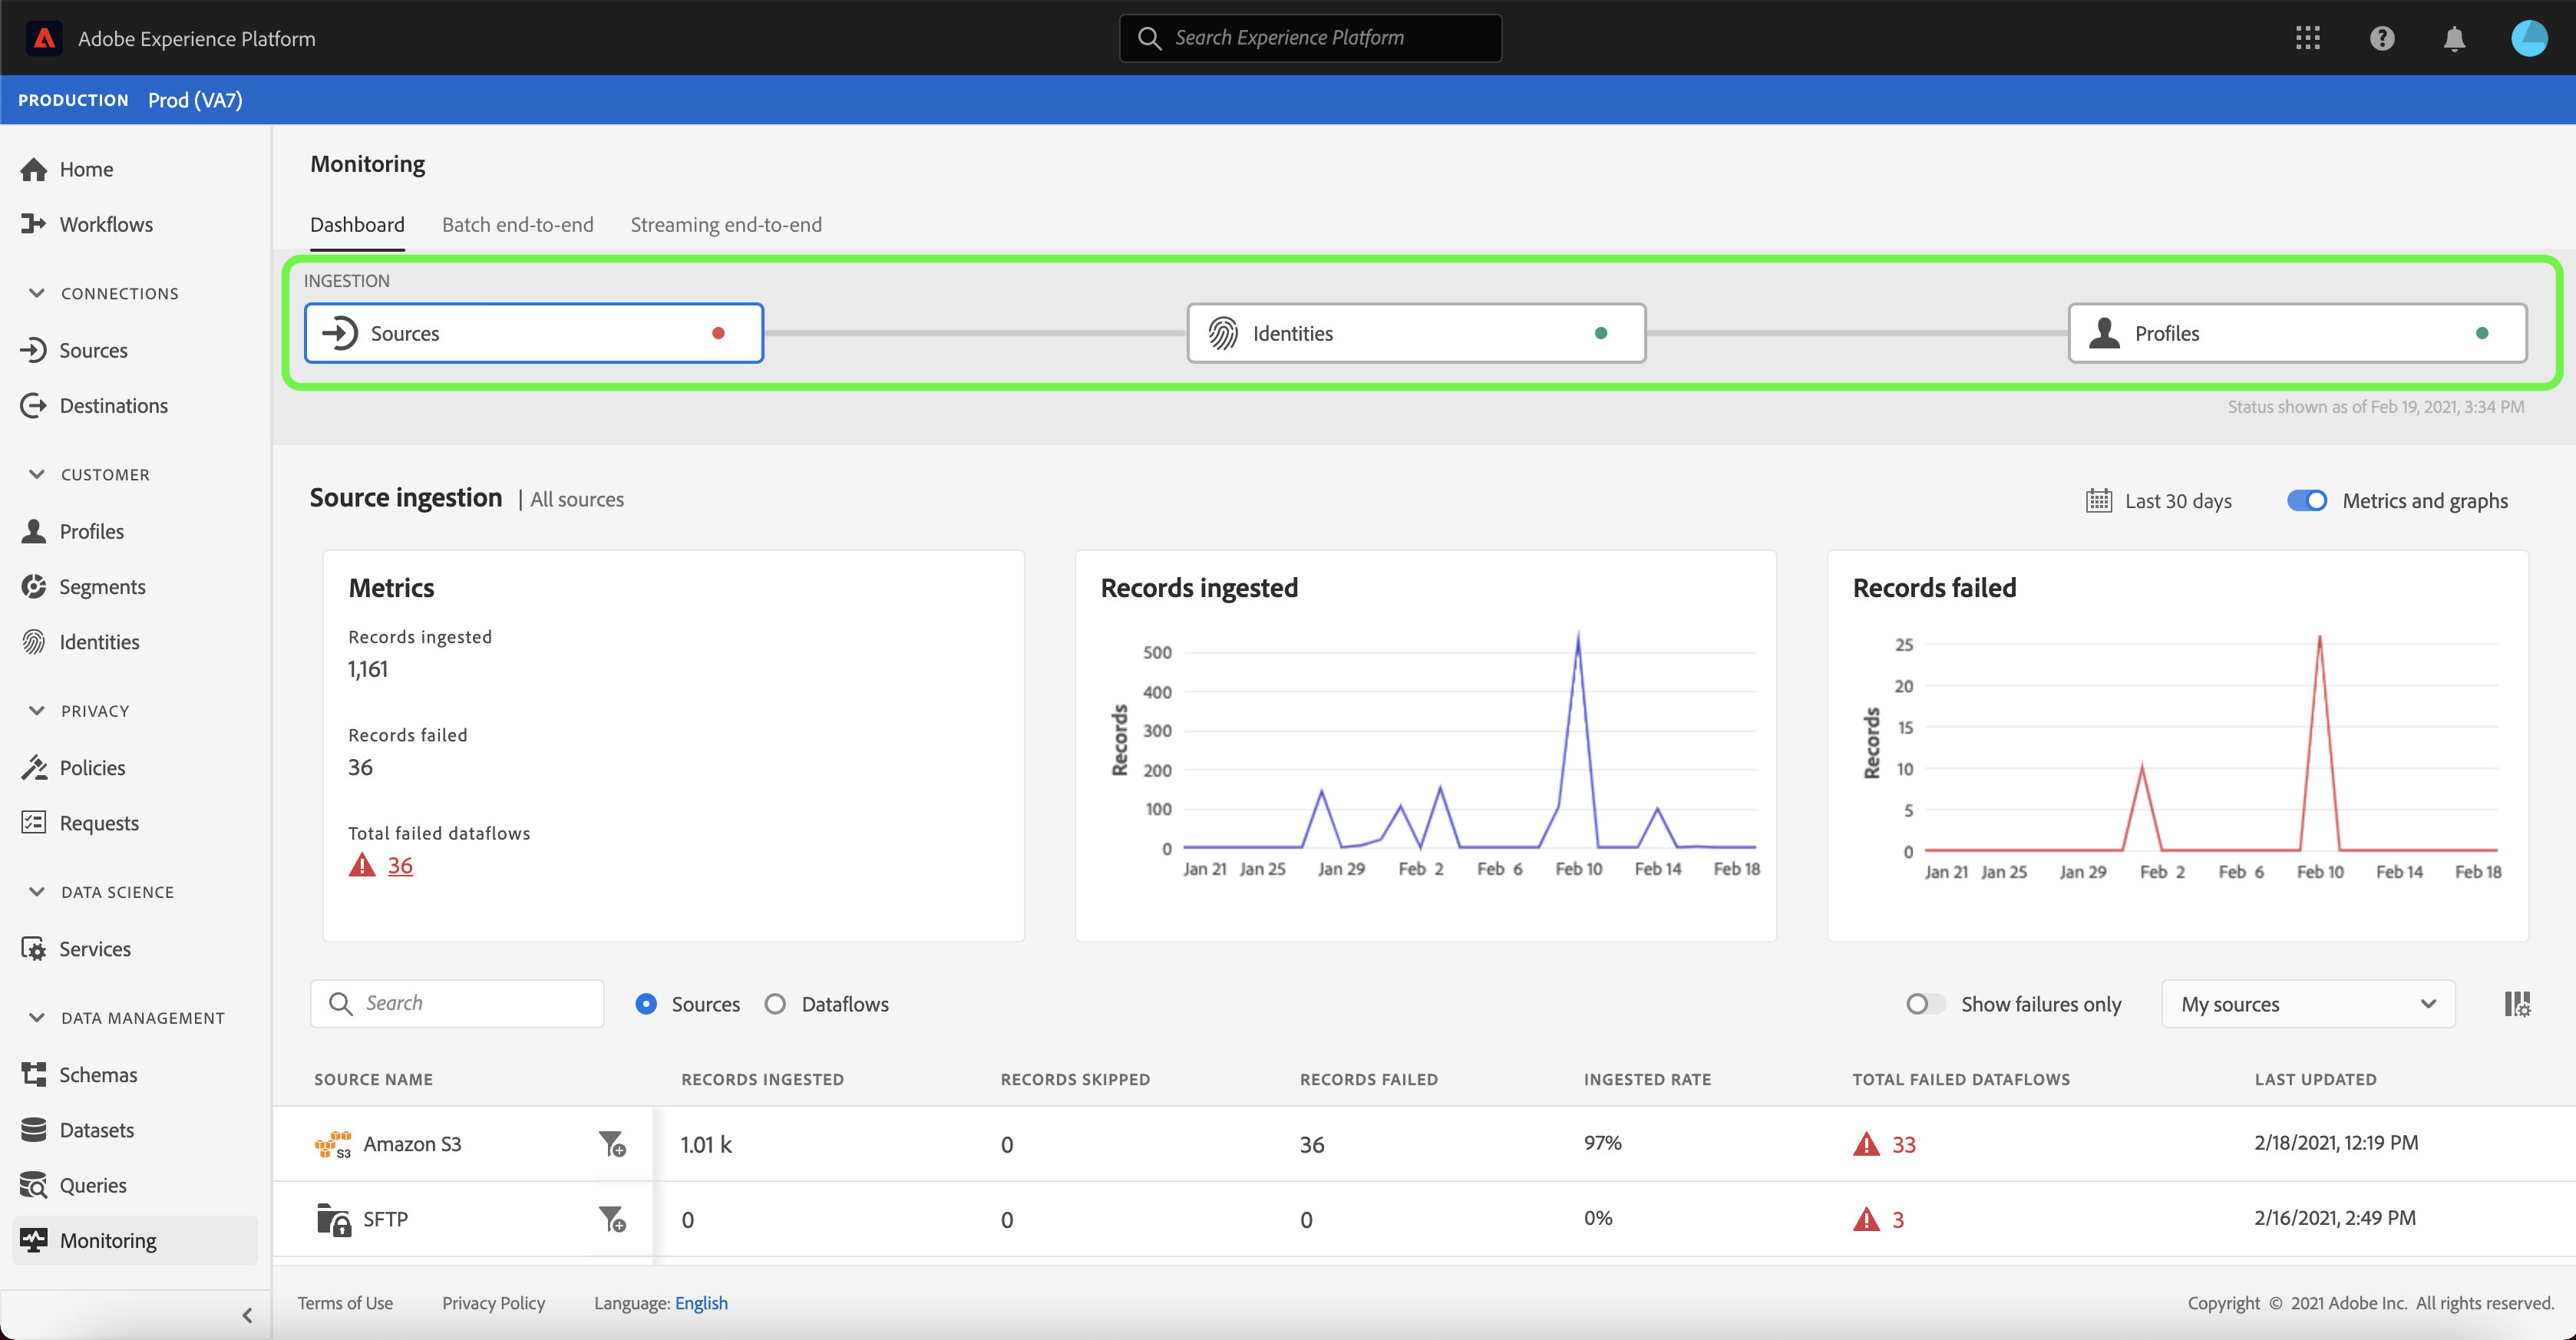 Adobe Experience Platform
Search Experience Platform
PRODUCTION Prod (VA7)
Home
Workflows
CONNECTIONS
Sources
Destinations
CUSTOMER
Profiles
Segments
Identities
PRIVACY
Policies
Requests
DATA SCIENCE
Services
DATA MANAGEMENT
Schemas
Datasets
Queries
Monitoring
Monitoring
Dashboard Batch end-to-end Streaming end-to-end
INGESTION
Sources Identities Profiles
Status shown as of Feb 19, 2021, 3:34 PM
Source ingestion | All sources Last 30 days Metrics and graphs
Metrics
Records ingested
1,161
Records failed
36
Total failed dataflows
36
Records ingested
Records
500
400
300
200
100
0
Jan 21 Jan 25 Jan 29 Feb 2 Feb 6 Feb 10 Feb 14 Feb 18
Records failed
Records
25
20
15
10
5
0
Jan 21 Jan 25 Jan 29 Feb 2 Feb 6 Feb 10 Feb 14 Feb 18
Search Sources Dataflows Show failures only My sources
SOURCE NAME RECORDS INGESTED RECORDS SKIPPED RECORDS FAILED INGESTED RATE TOTAL FAILED DATAFLOWS LAST UPDATED
S3 Amazon S3 1.01 k 0 36 97% 33 2/18/2021, 12:19 PM
SFTP 0 0 0 0% 3 2/16/2021, 2:49 PM
Terms of Use Privacy Policy Language: English Copyright © 2021 Adobe Inc. All rights reserved.